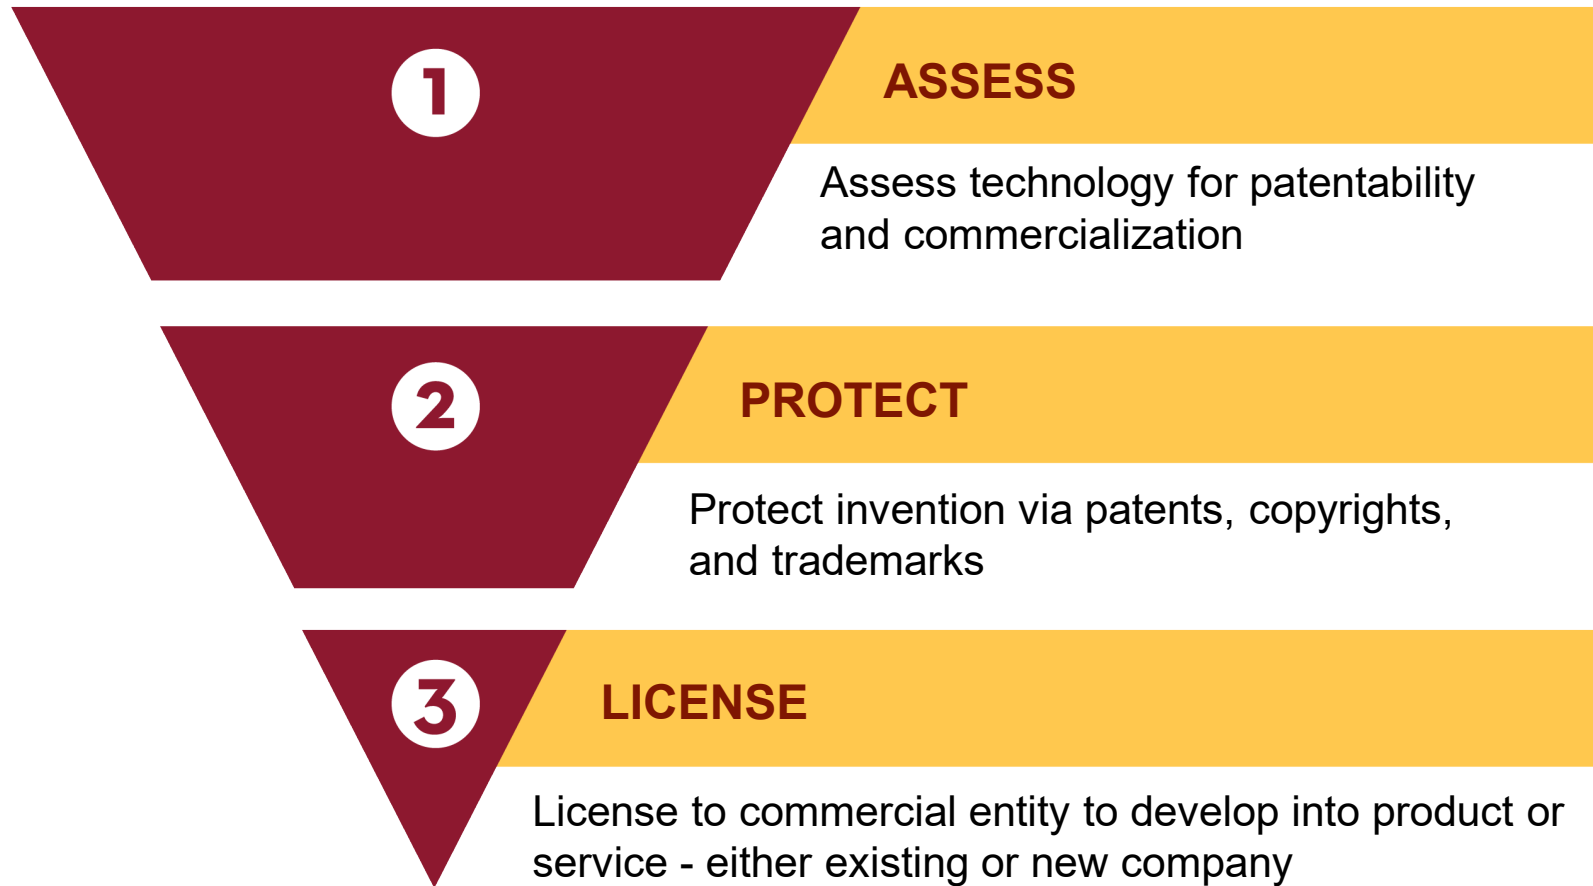 1
ASSESS
Assess technology for patentability
and commercialization
2
PROTECT
Protect invention via patents, copyrights,
and trademarks
3
LICENSE
License to commercial entity to develop into product or
service - either existing or new company